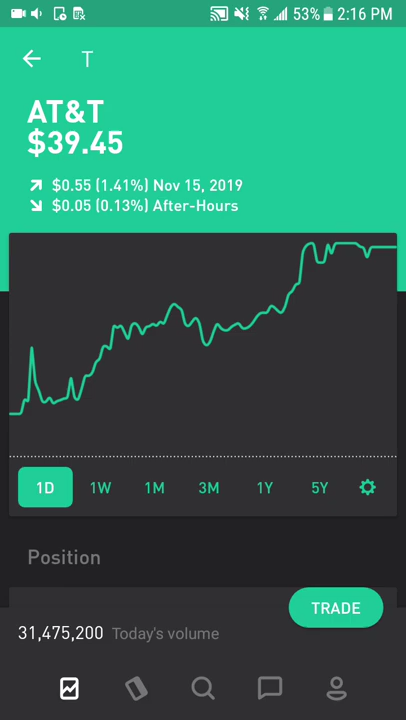 53% 2:16 PM
T
AT&T
$39.45
$0.55 (1.41%) Nov 15, 2019
$0.05 (0.13%) After-Hours
1D 1W 1M 3M 1Y 5Y
Position
TRADE
31,475,200 Today's volume